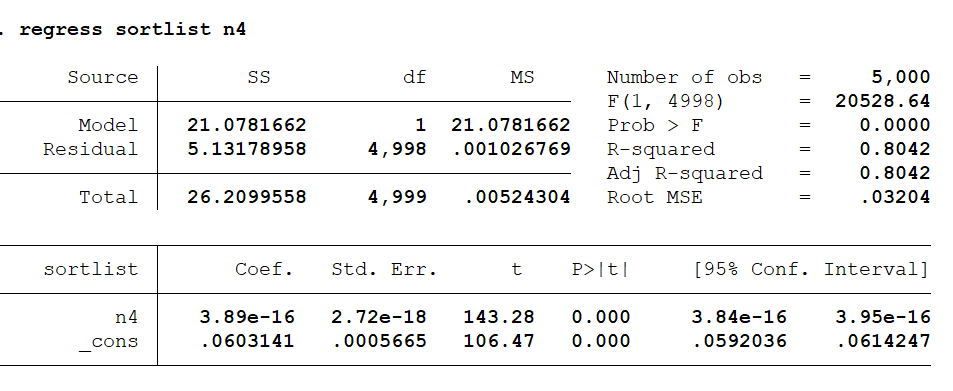 . regress sortlist n4
Source | SS df MS Number of obs = 5,000
F(1, 4998) = 20528.64
Model | 21.0781662 1 21.0781662 Prob > F = 0.0000
Residual | 5.13178958 4,998 .001026769 R-squared = 0.8042
Adj R-squared = 0.8042
Total | 26.2099558 4,999 .00524304 Root MSE = .03204
sortlist | Coef. Std. Err. t P>|t| [95% Conf. Interval]
n4 | 3.89e-16 2.72e-18 143.28 0.000 3.84e-16 3.95e-16
_cons | .0603141 .0005665 106.47 0.000 .0592036 .0614247